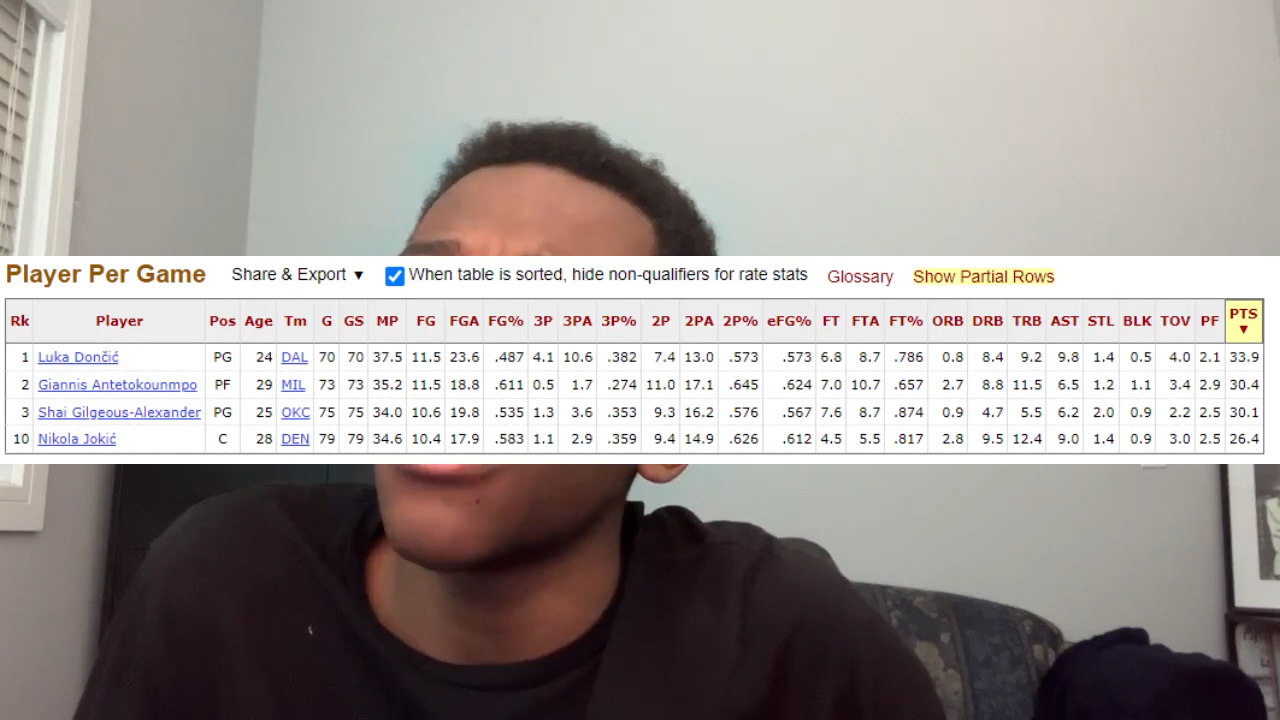 Player Per Game Share & Export ▼ When table is sorted, hide non-qualifiers for rate stats Glossary Show Partial Rows
Rk Player Pos Age Tm G GS MP FG FGA FG% 3P 3PA 3P% 2P 2PA 2P% eFG% FT FTA FT% ORB DRB TRB AST STL BLK TOV PF PTS ▼
1 Luka Dončić PG 24 DAL 70 70 37.5 11.5 23.6 .487 4.1 10.6 .382 7.4 13.0 .573 .573 6.8 8.7 .786 0.8 8.4 9.2 9.8 1.4 0.5 4.0 2.1 33.9
2 Giannis Antetokounmpo PF 29 MIL 73 73 35.2 11.5 18.8 .611 0.5 1.7 .274 11.0 17.1 .645 .624 7.0 10.7 .657 2.7 8.8 11.5 6.5 1.2 1.1 3.4 2.9 30.4
3 Shai Gilgeous-Alexander PG 25 OKC 75 75 34.0 10.6 19.8 .535 1.3 3.6 .353 9.3 16.2 .576 .567 7.6 8.7 .874 0.9 4.7 5.5 6.2 2.0 0.9 2.2 2.5 30.1
10 Nikola Jokić C 28 DEN 79 79 34.6 10.4 17.9 .583 1.1 2.9 .359 9.4 14.9 .626 .612 4.5 5.5 .817 2.8 9.5 12.4 9.0 1.4 0.9 3.0 2.5 26.4